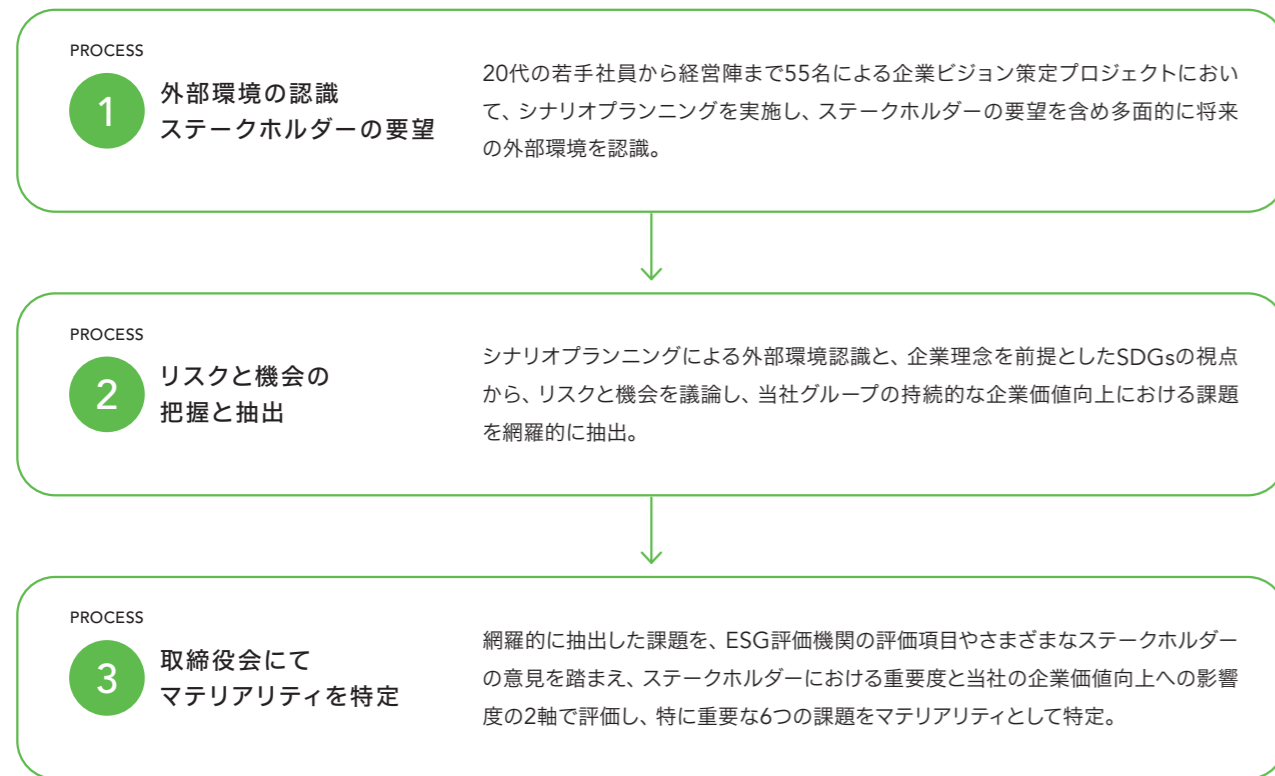 PROCESS
1
外部環境の認識
ステークホルダーの要望
20代の若手社員から経営陣まで55名による企業ビジョン策定プロジェクトにおい
て、シナリオプランニングを実施し、ステークホルダーの要望を含め多面的に将来
の外部環境を認識。
PROCESS
2
リスクと機会の
把握と抽出
シナリオプランニングによる外部環境認識と、企業理念を前提としたSDGsの視点
から、リスクと機会を議論し、当社グループの持続的な企業価値向上における課題
を網羅的に抽出。
PROCESS
3
取締役会にて
マテリアリティを特定
網羅的に抽出した課題を、ESG評価機関の評価項目やさまざまなステークホルダー
の意見を踏まえ、ステークホルダーにおける重要度と当社の企業価値向上への影響
度の2軸で評価し、特に重要な6つの課題をマテリアリティとして特定。